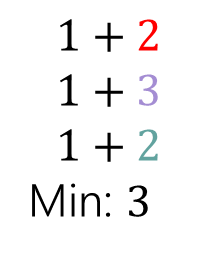 1 + 2
1 + 3
1 + 2
Min: 3